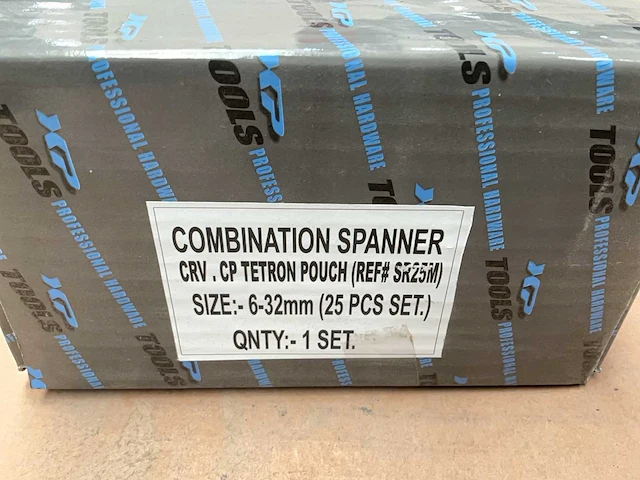 XP TOOLS PROFESSIONAL HARDWARE
COMBINATION SPANNER
CRV . CP TETRON POUCH (REF# SR25M)
SIZE:- 6-32mm (25 PCS SET.)
QNTY:- 1 SET.